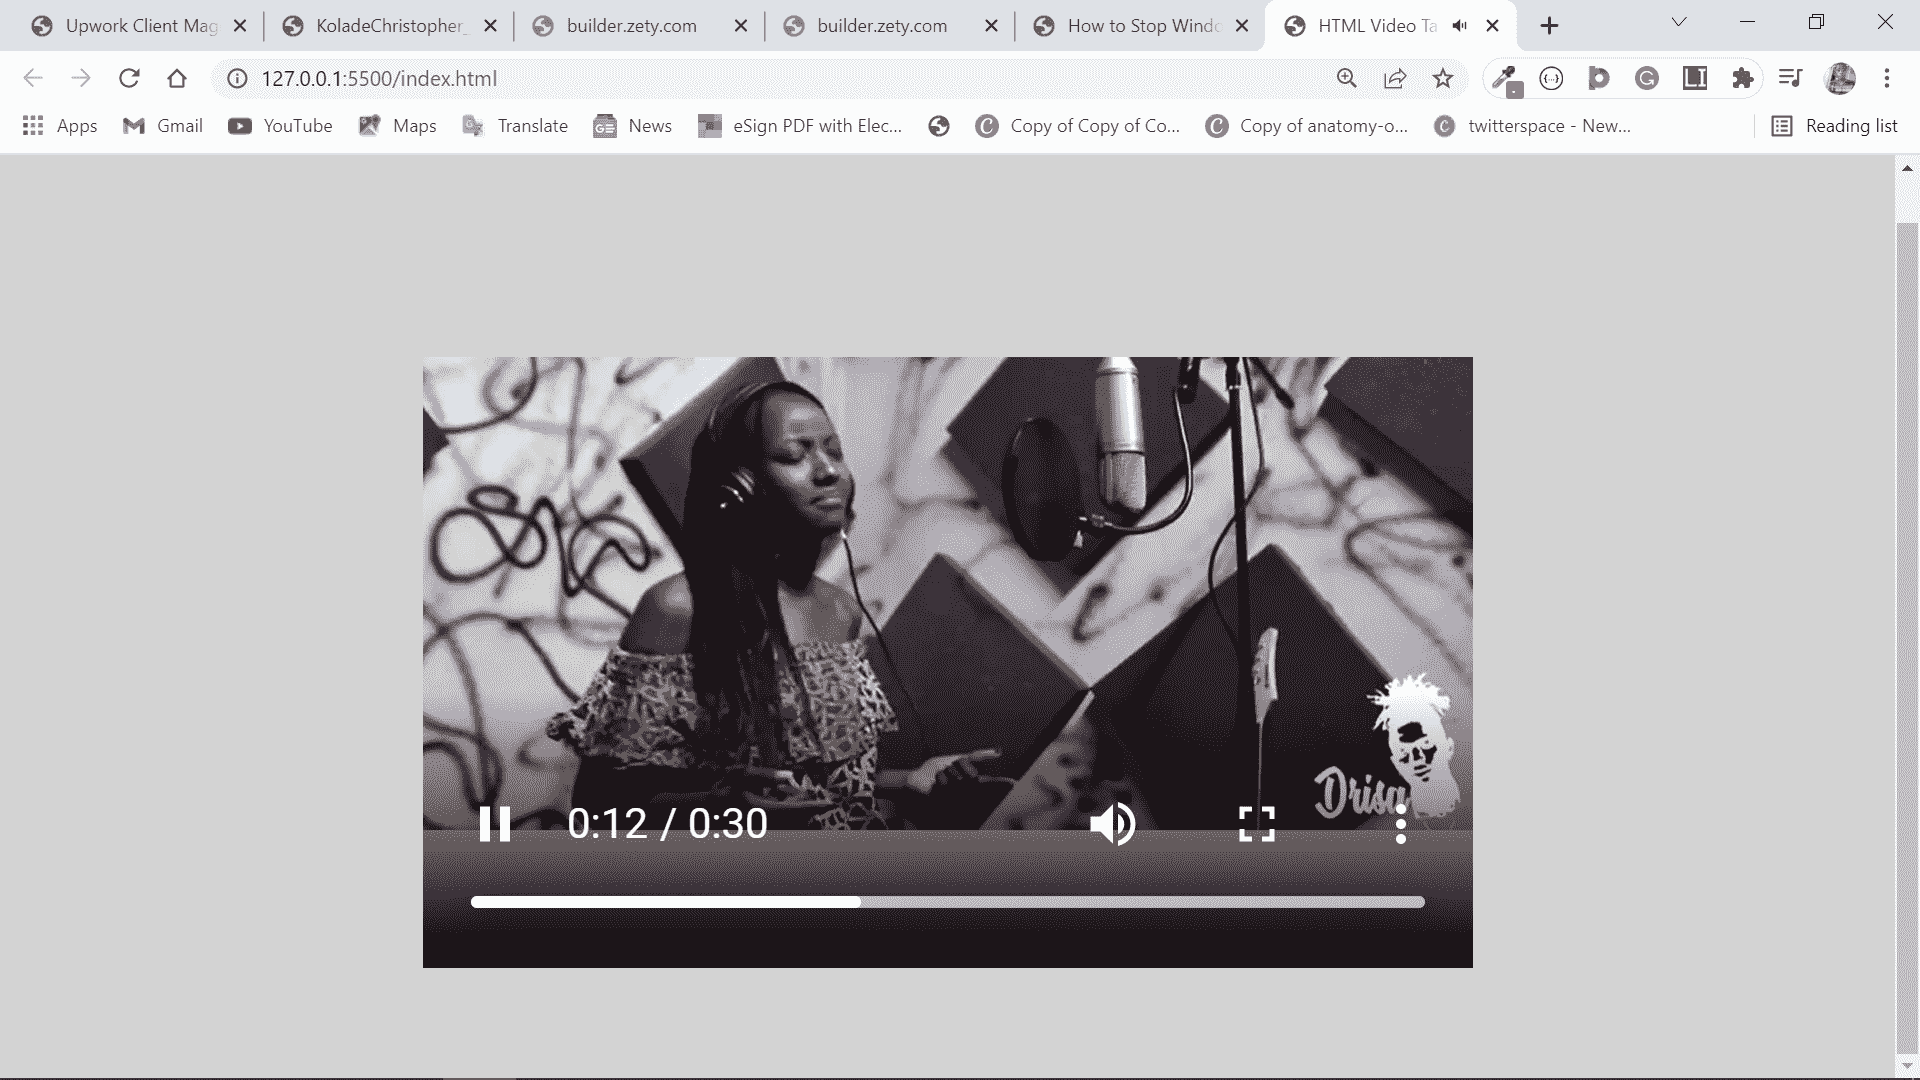 Upwork Client Mag
KoladeChristopher_
builder.zety.com
builder.zety.com
How to Stop Windo
HTML Video Ta
127.0.0.1:5500/index.html
Apps
Gmail
YouTube
Maps
Translate
News
eSign PDF with Elec...
Copy of Copy of Co...
Copy of anatomy-o...
twitterspace - New...
Reading list
Drisa
0:12 / 0:30